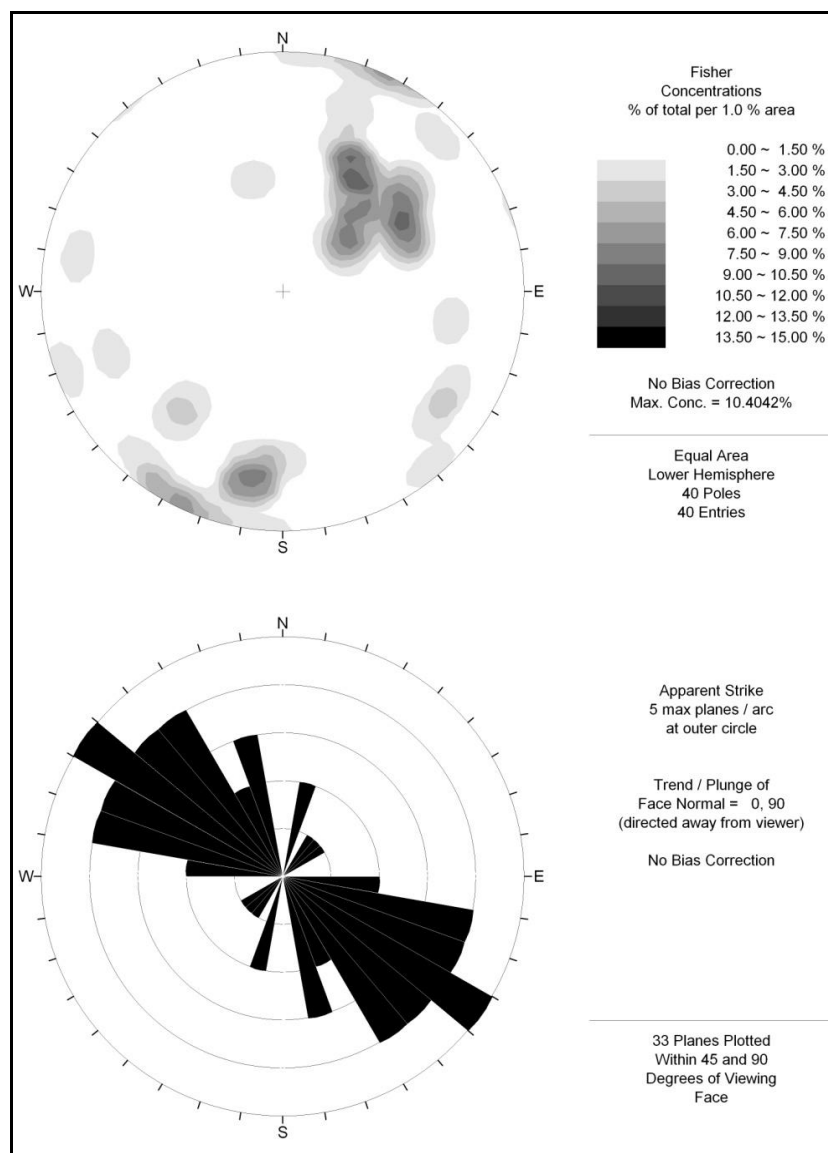 N
W
E
S
Fisher
Concentrations
% of total per 1.0 % area
0.00 ~ 1.50 %
1.50 ~ 3.00 %
3.00 ~ 4.50 %
4.50 ~ 6.00 %
6.00 ~ 7.50 %
7.50 ~ 9.00 %
9.00 ~ 10.50 %
10.50 ~ 12.00 %
12.00 ~ 13.50 %
13.50 ~ 15.00 %
No Bias Correction
Max. Conc. = 10.4042%
Equal Area
Lower Hemisphere
40 Poles
40 Entries
N
W
E
S
Apparent Strike
5 max planes / arc
at outer circle
Trend / Plunge of
Face Normal = 0, 90
(directed away from viewer)
No Bias Correction
33 Planes Plotted
Within 45 and 90
Degrees of Viewing
Face